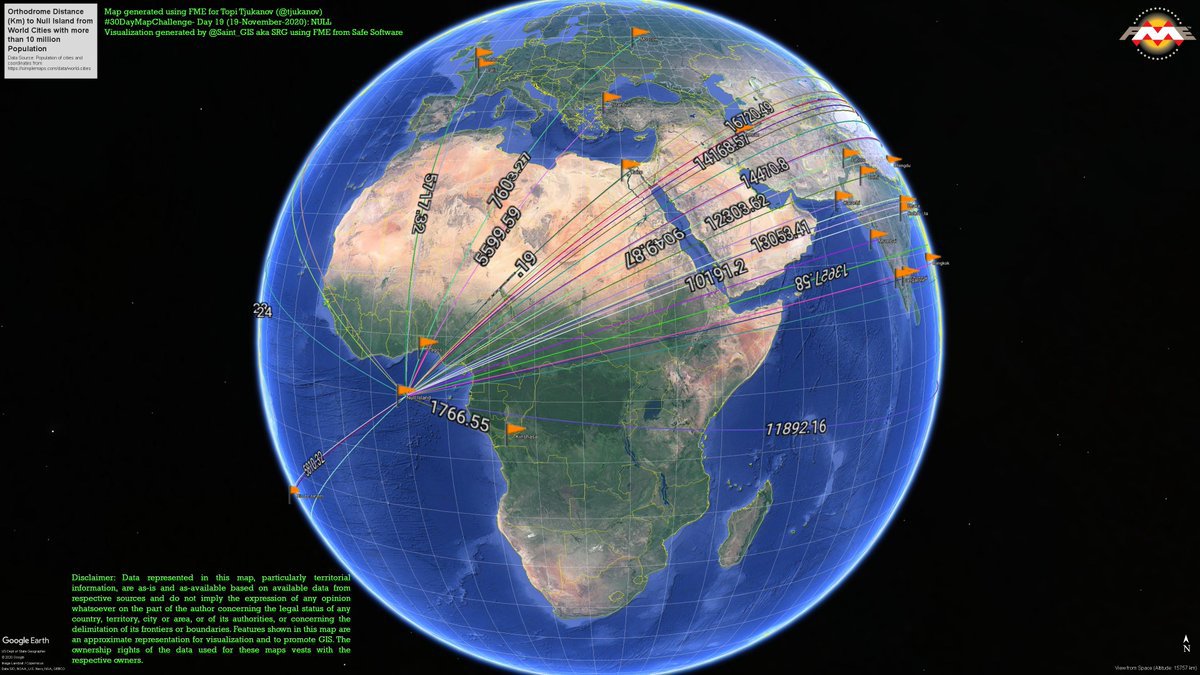 Orthodrome Distance
(Km) to Null Island from
World Cities with more
than 10 million
Population
Data Source: Population of cities and
coordinates from
https://simplemaps.com/data/world-cities
Map generated using FME for Topi Tjukanov (@tjukanov)
#30DayMapChallenge- Day 19 (19-November-2020): NULL
Visualization generated by @Saint_GIS aka SRG using FME from Safe Software
FME
16720.49
14168.57
14470.8
7603.27
5717.32
5599.59
12303.62
13053.41
9049.87
.19
10191.2
13927.58
24
Null Island
1766.55
Kinshasa
11892.16
Cairo
Karachi
Mumbai
Bangkok
Disclaimer: Data represented in this map, particularly territorial
information, are as-is and as-available based on available data from
respective sources and do not imply the expression of any opinion
whatsoever on the part of the author concerning the legal status of any
country, territory, city or area, or of its authorities, or concerning the
delimitation of its frontiers or boundaries. Features shown in this map are
an approximate representation for visualization and to promote GIS. The
ownership rights of the data used for these maps vests with the
respective owners.
Google Earth
US Dept of State Geographer
© 2020 Google
Image Landsat / Copernicus
Data SIO, NOAA, U.S. Navy, NGA, GEBCO
N
View from Space (Altitude: 15757 km)